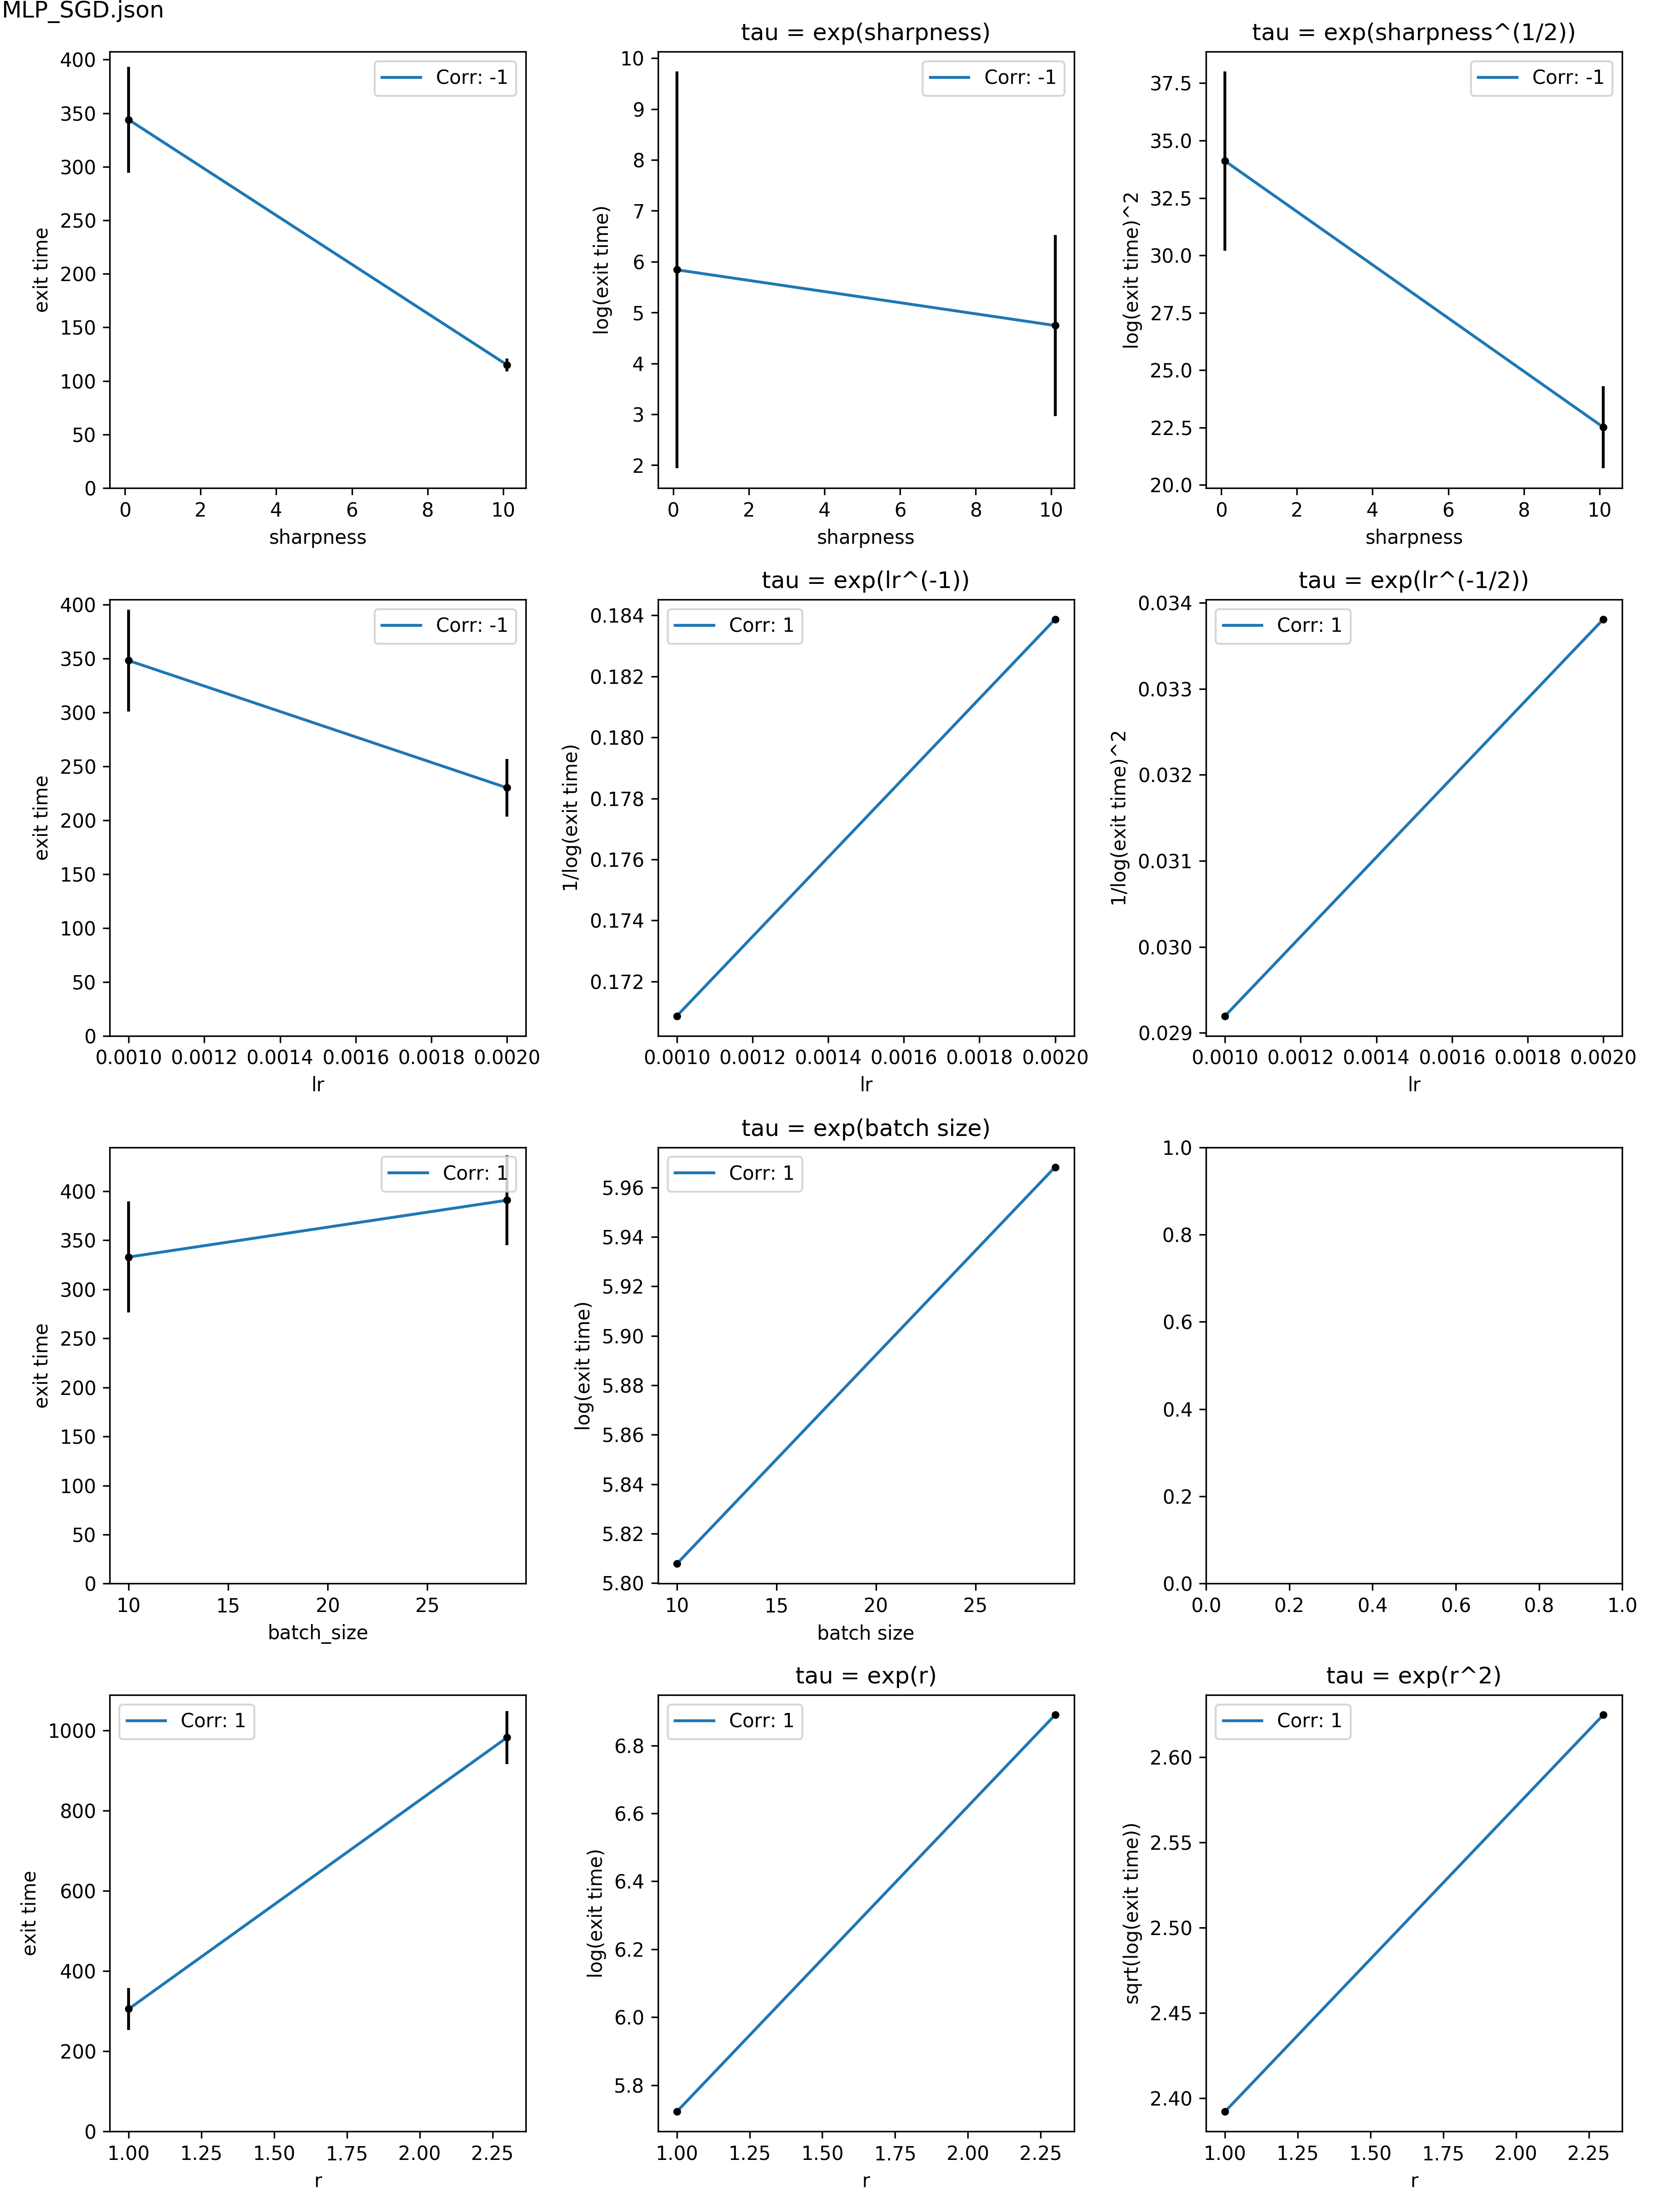 MLP_SGD.json
Corr: -1
400
350
300
250
200
150
100
50
0
exit time
0 2 4 6 8 10
sharpness
tau = exp(sharpness)
Corr: -1
10
9
8
7
6
5
4
3
2
log(exit time)
0 2 4 6 8 10
sharpness
tau = exp(sharpness^(1/2))
Corr: -1
37.5
35.0
32.5
30.0
27.5
25.0
22.5
20.0
log(exit time)^2
0 2 4 6 8 10
sharpness
Corr: -1
400
350
300
250
200
150
100
50
0
exit time
0.0010 0.0012 0.0014 0.0016 0.0018 0.0020
lr
tau = exp(lr^(-1))
Corr: 1
0.184
0.182
0.180
0.178
0.176
0.174
0.172
1/log(exit time)
0.0010 0.0012 0.0014 0.0016 0.0018 0.0020
lr
tau = exp(lr^(-1/2))
Corr: 1
0.034
0.033
0.032
0.031
0.030
0.029
1/log(exit time)^2
0.0010 0.0012 0.0014 0.0016 0.0018 0.0020
lr
Corr: 1
400
350
300
250
200
150
100
50
0
exit time
10 15 20 25
batch_size
tau = exp(batch size)
Corr: 1
5.96
5.94
5.92
5.90
5.88
5.86
5.84
5.82
5.80
log(exit time)
10 15 20 25
batch size
1.0
0.8
0.6
0.4
0.2
0.0
0.0 0.2 0.4 0.6 0.8 1.0
Corr: 1
1000
800
600
400
200
0
exit time
1.00 1.25 1.50 1.75 2.00 2.25
r
tau = exp(r)
Corr: 1
6.8
6.6
6.4
6.2
6.0
5.8
log(exit time)
1.00 1.25 1.50 1.75 2.00 2.25
r
tau = exp(r^2)
Corr: 1
2.60
2.55
2.50
2.45
2.40
sqrt(log(exit time))
1.00 1.25 1.50 1.75 2.00 2.25
r